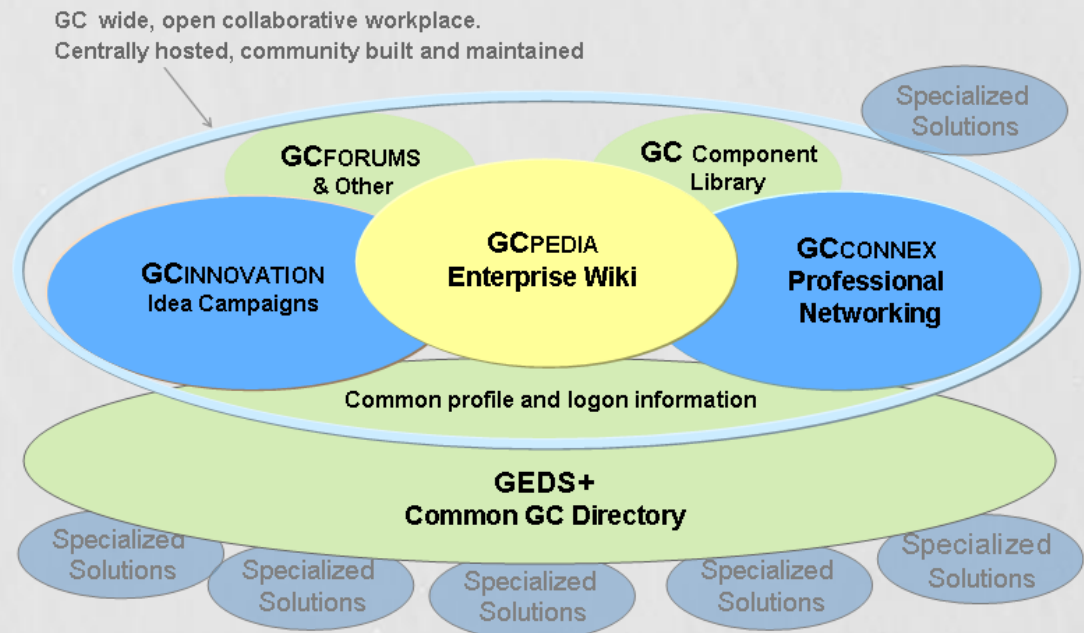 GC wide, open collaborative workplace.
Centrally hosted, community built and maintained
Specialized
Solutions
GCFORUMS
& Other
GC Component
Library
GCINNOVATION
Idea Campaigns
GCPEDIA
Enterprise Wiki
GCCONNEX
Professional
Networking
Common profile and logon information
GEDS+
Common GC Directory
Specialized
Solutions
Specialized
Solutions
Specialized
Solutions
Specialized
Solutions
Specialized
Solutions